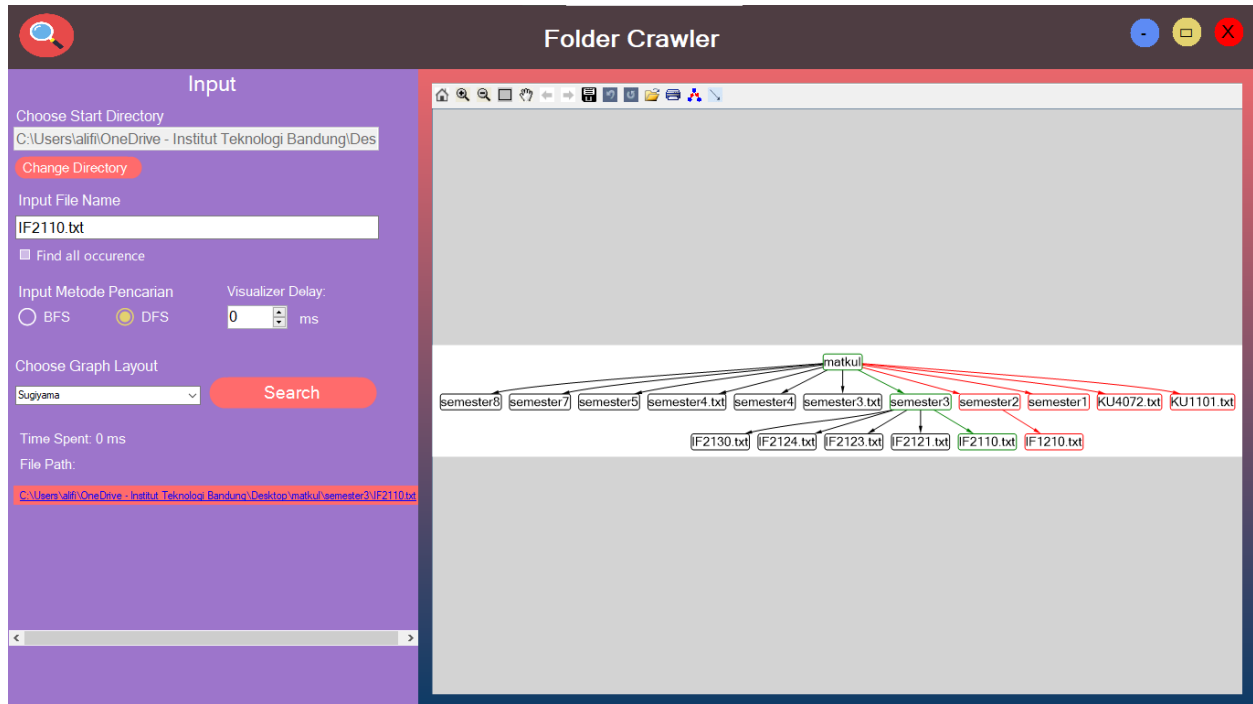 Folder Crawler
-
X
Input
Choose Start Directory
C:\Users\alifi\OneDrive - Institut Teknologi Bandung\Des
Change Directory
Input File Name
IF2110.txt
Find all occurence
Input Metode Pencarian
Visualizer Delay:
BFS
DFS
0
ms
Choose Graph Layout
Sugiyama
Search
Time Spent: 0 ms
File Path:
C:\Users\alifi\OneDrive - Institut Teknologi Bandung\Desktop\matkul\semester3\IF2110.txt
matkul
semester8 semester7 semester5 semester4.txt semester4 semester3.txt semester3 semester2 semester1 KU4072.txt KU1101.txt
IF2130.txt IF2124.txt IF2123.txt IF2121.txt IF2110.txt IF1210.txt